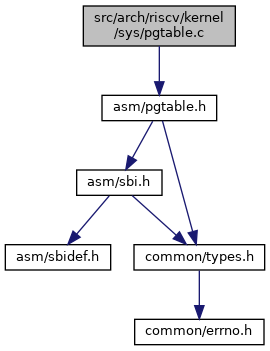 src/arch/riscv/kernel
/sys/pgtable.c
asm/pgtable.h
asm/sbi.h
asm/sbidef.h
common/types.h
common/errno.h